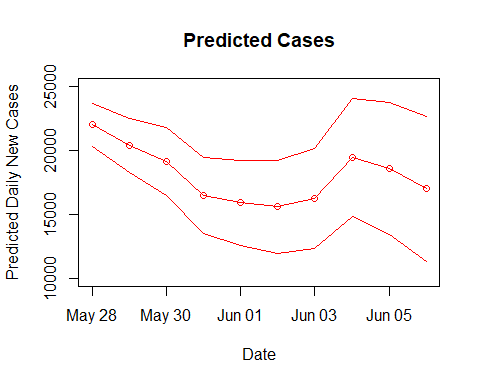 Predicted Cases
Predicted Daily New Cases
25000
20000
15000
10000
May 28 May 30 Jun 01 Jun 03 Jun 05
Date